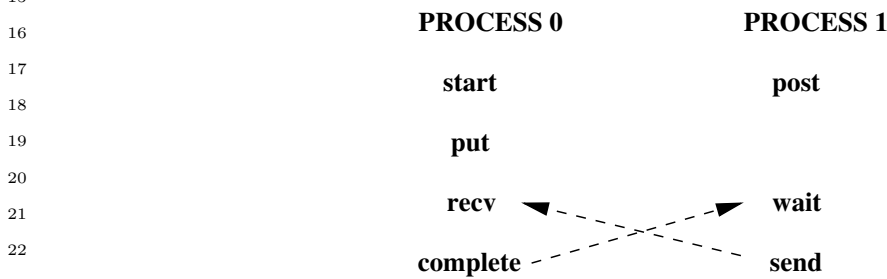 15
16 PROCESS 0 PROCESS 1
17
start post
18
19 put
20
recv wait
21
22
complete send